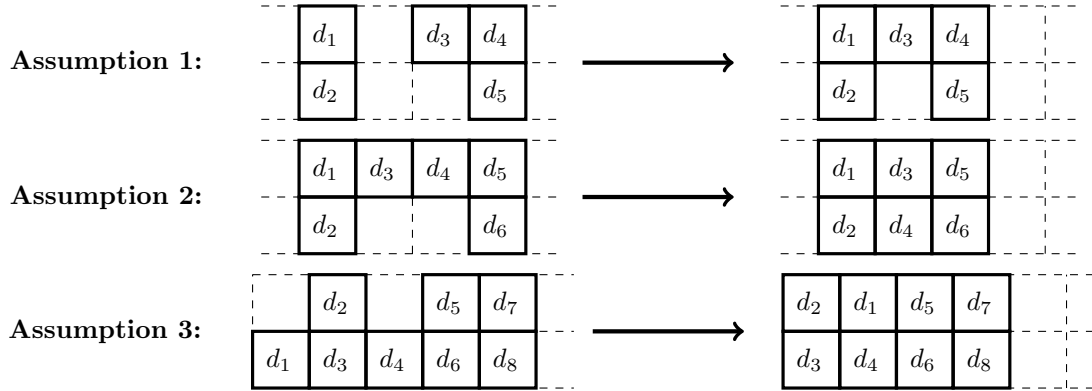 d₁ d₃ d₄ d₁ d₃ d₄
Assumption 1:
d₂ d₅ d₂ d₅
d₁ d₃ d₄ d₅ d₁ d₃ d₅
Assumption 2:
d₂ d₆ d₂ d₄ d₆
d₂ d₅ d₇ d₂ d₁ d₅ d₇
Assumption 3:
d₁ d₃ d₄ d₆ d₈ d₃ d₄ d₆ d₈